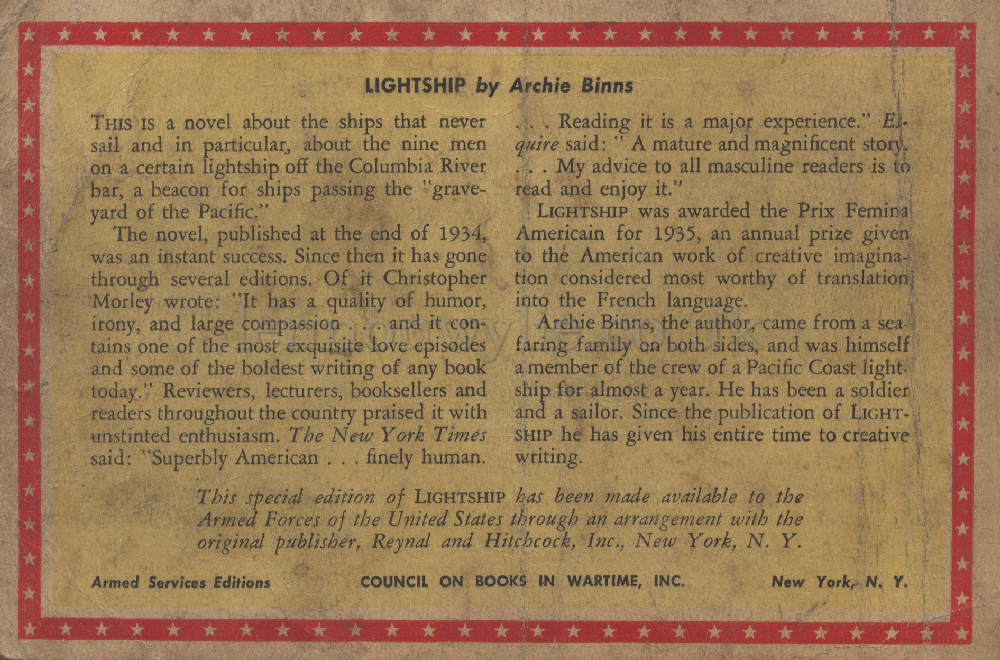 LIGHTSHIP by Archie Binns
THIS IS a novel about the ships that never
sail and in particular, about the nine men
on a certain lightship off the Columbia River
bar, a beacon for ships passing the "grave-
yard of the Pacific."
The novel, published at the end of 1934,
was an instant success. Since then it has gone
through several editions. Of it Christopher
Morley wrote: "It has a quality of humor,
irony, and large compassion . . . and it con-
tains one of the most exquisite love episodes
and some of the boldest writing of any book
today." Reviewers, lecturers, booksellers and
readers throughout the country praised it with
unstinted enthusiasm. The New York Times
said: "Superbly American . . . finely human.
. . . Reading it is a major experience." Es-
quire said: " A mature and magnificent story.
. . . My advice to all masculine readers is to
read and enjoy it."
LIGHTSHIP was awarded the Prix Femina
Americain for 1935, an annual prize given
to the American work of creative imagina-
tion considered most worthy of translation
into the French language.
Archie Binns, the author, came from a sea-
faring family on both sides, and was himself
a member of the crew of a Pacific Coast light-
ship for almost a year. He has been a soldier
and a sailor. Since the publication of LIGHT-
SHIP he has given his entire time to creative
writing.
This special edition of LIGHTSHIP has been made available to the
Armed Forces of the United States through an arrangement with the
original publisher, Reynal and Hitchcock, Inc., New York, N. Y.
Armed Services Editions COUNCIL ON BOOKS IN WARTIME, INC. New York, N. Y.